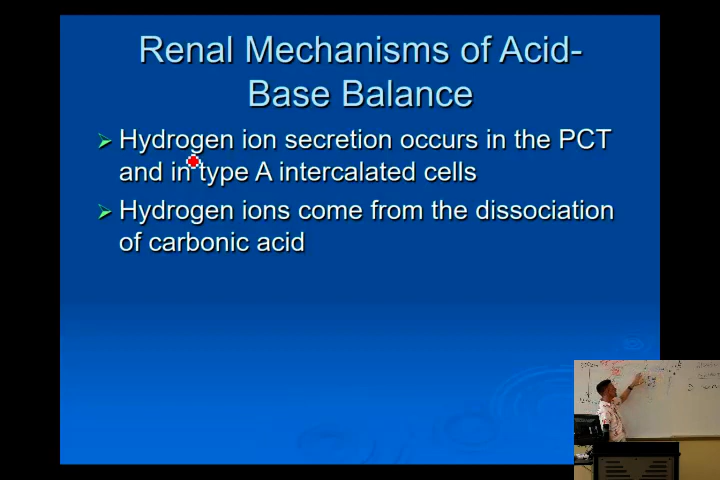 Renal Mechanisms of Acid-
Base Balance
Hydrogen ion secretion occurs in the PCT
and in type A intercalated cells
Hydrogen ions come from the dissociation
of carbonic acid